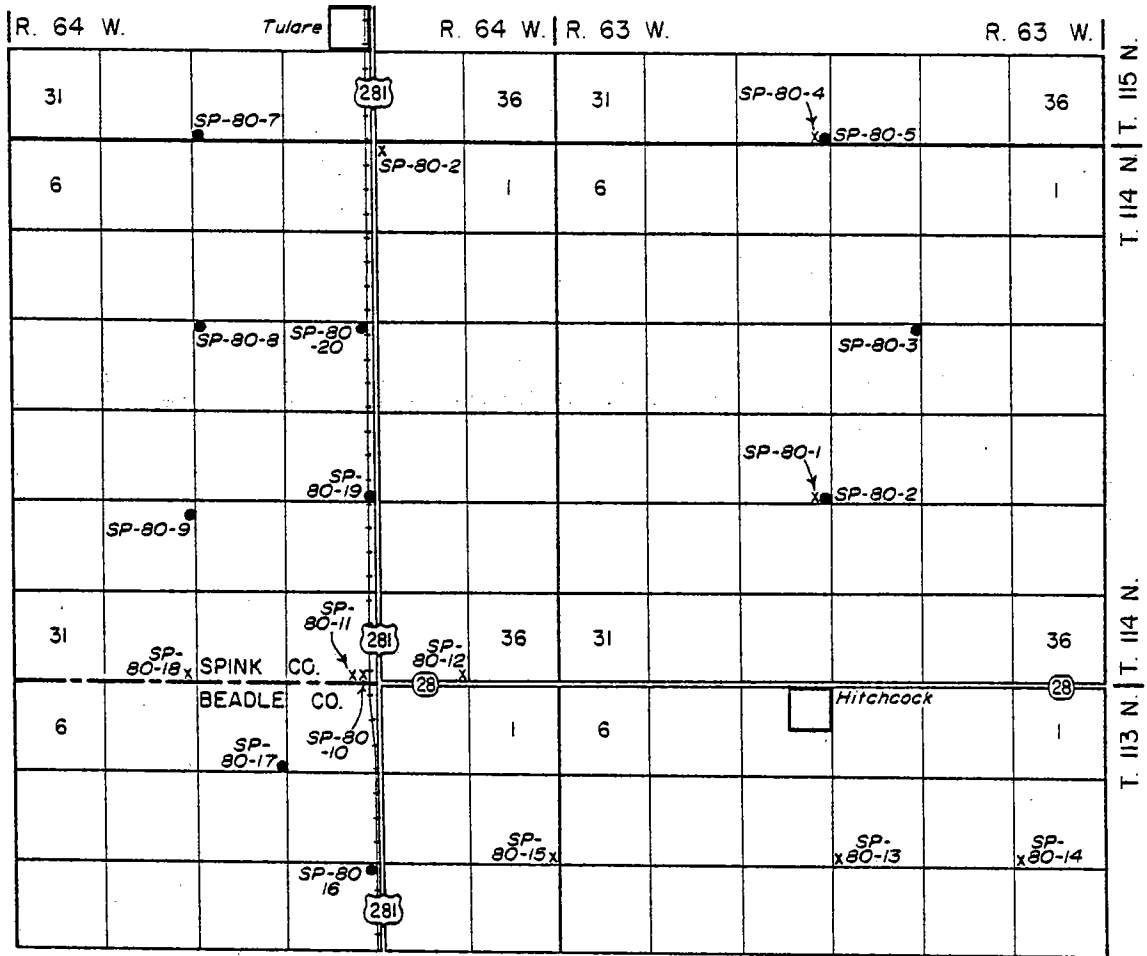 R. 64 W.
Tulare
R. 64 W.
R. 63 W.
R. 63 W.
T. 115 N.
31
281
36
31
36
SP-80-7
SP-80-4
SP-80-5
SP-80-2
T. 114 N.
6
1
6
1
SP-80-8
SP-80
-20
SP-80-3
SP-80-1
SP-
80-19
SP-80-2
SP-80-9
T. 114 N.
31
SP-
80-11
281
36
31
36
SP-
80-18
SPINK CO.
SP-
80-12
28
28
BEADLE CO.
Hitchcock
T. 113 N.
6
1
6
1
SP-
80-17
SP-80
-10
SP-
80-15
SP-
80-13
SP-
80-14
SP-80
16
281